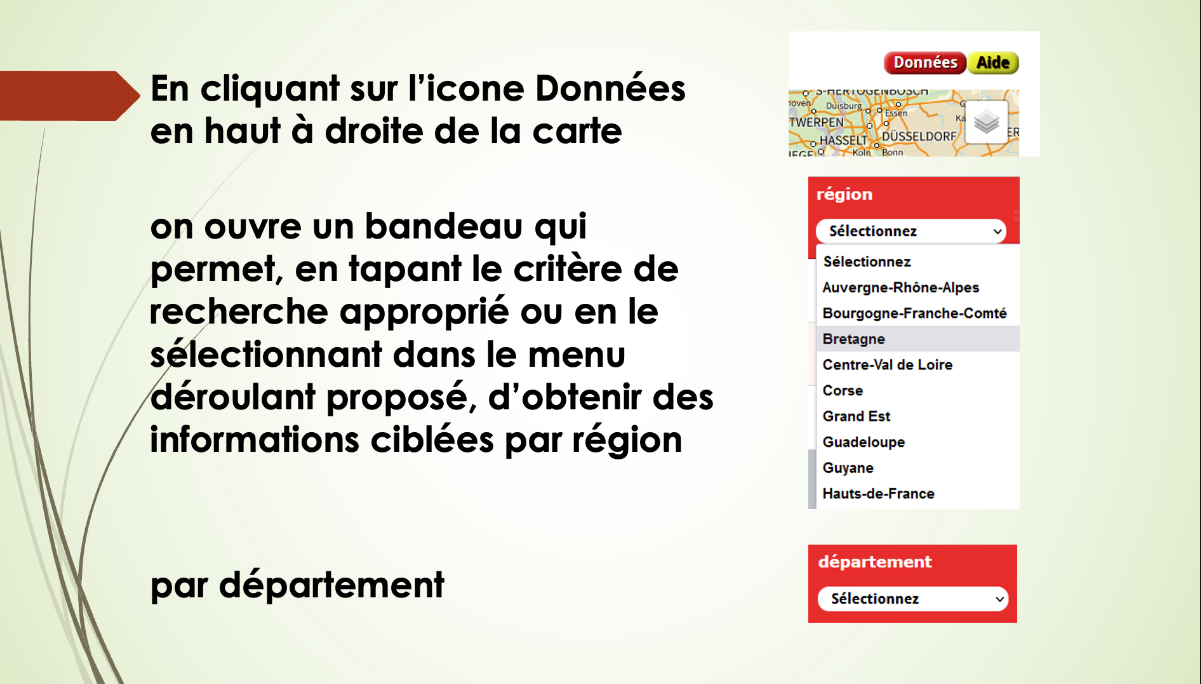 En cliquant sur l'icone Données
en haut à droite de la carte
on ouvre un bandeau qui
permet, en tapant le critère de
recherche approprié ou en le
sélectionnant dans le menu
déroulant proposé, d'obtenir des
informations ciblées par région
par département
Données Aide
S-HERTOGENBOSCH
Duisburg
Essen
TWERPEN
HASSELT
DÜSSELDORF
Koln Bonn
région
Sélectionnez
Sélectionnez
Auvergne-Rhône-Alpes
Bourgogne-Franche-Comté
Bretagne
Centre-Val de Loire
Corse
Grand Est
Guadeloupe
Guyane
Hauts-de-France
département
Sélectionnez